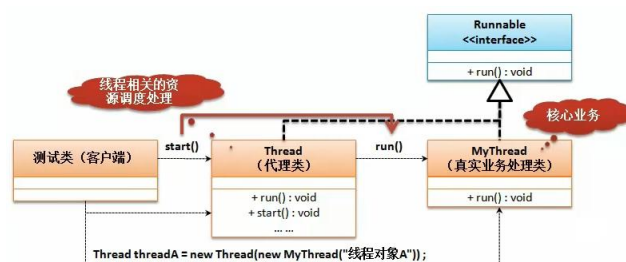 Runnable
<<interface>>
+ run() : void
线程相关的资
源调度处理
核心业务
测试类（客户端）
start()
Thread
（代理类）
run()
MyThread
（真实业务处理类）
+ run() : void
+ start() : void
... ...
+ run() : void
Thread threadA = new Thread(new MyThread("线程对象A")) ;